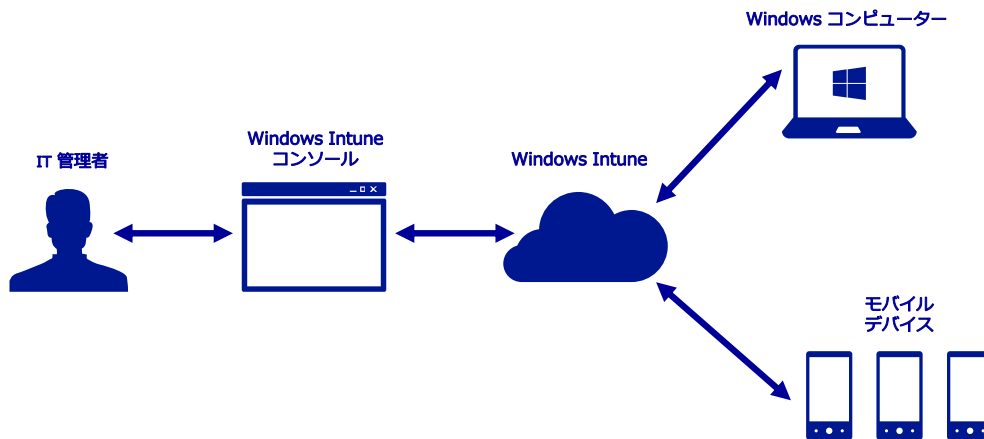 Windows コンピューター
Windows Intune
コンソール
IT 管理者
Windows Intune
モバイル
デバイス